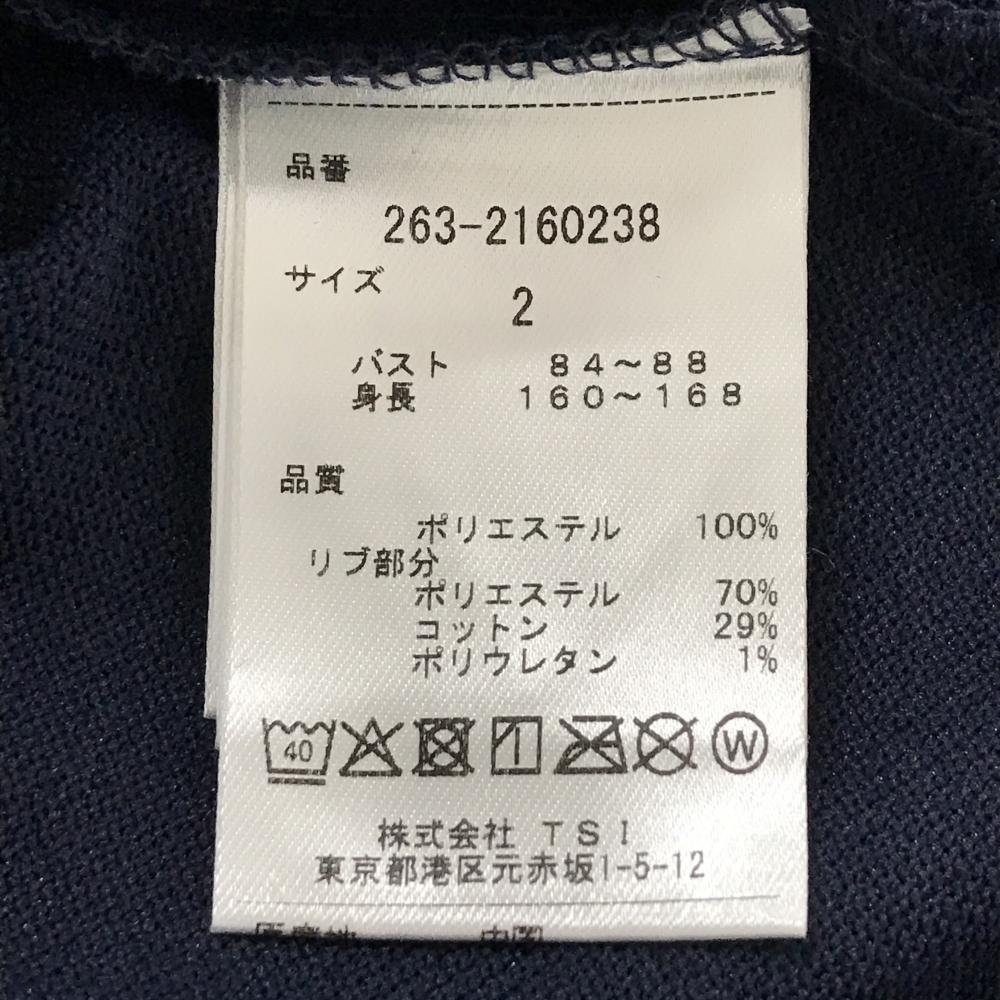 品番
263-2160238
サイズ
2
バスト 84～88
身長 160～168
品質
ポリエステル 100%
リブ部分
ポリエステル 70%
コットン 29%
ポリウレタン 1%
40
W
株式会社 TSI
東京都港区元赤坂1-5-12